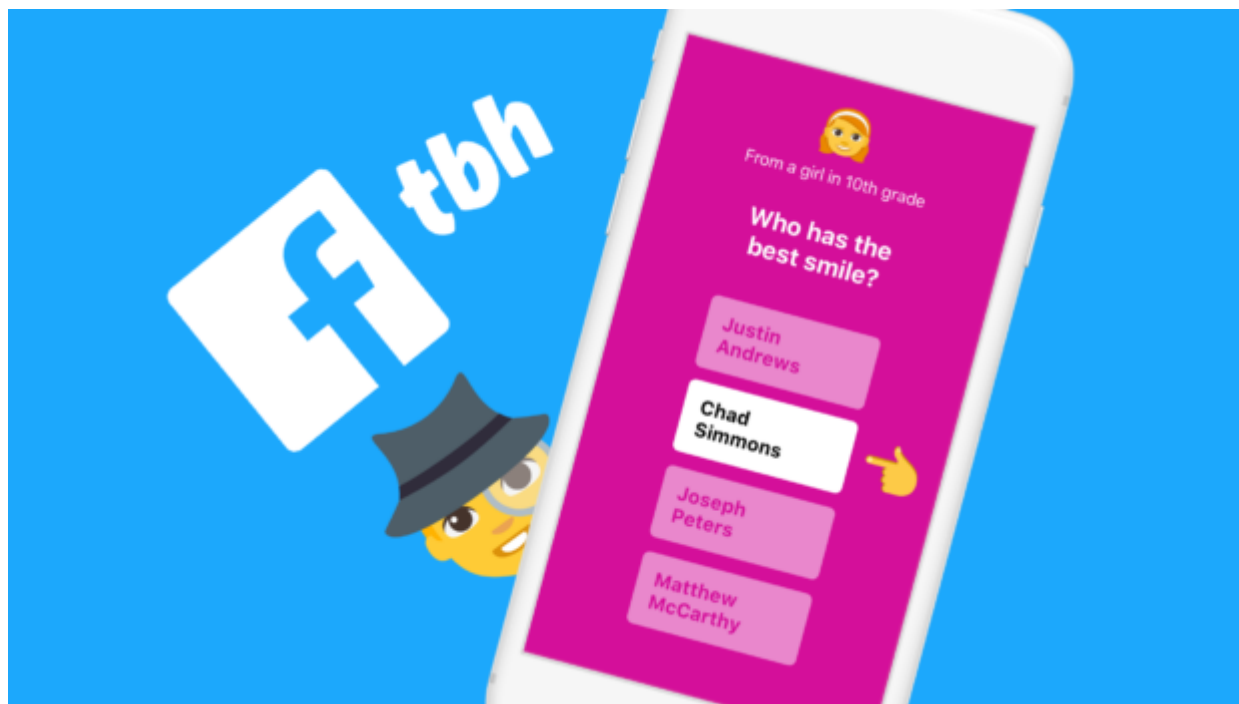 tbh
From a girl in 10th grade
Who has the
best smile?
Justin
Andrews
Chad
Simmons
Joseph
Peters
Matthew
McCarthy